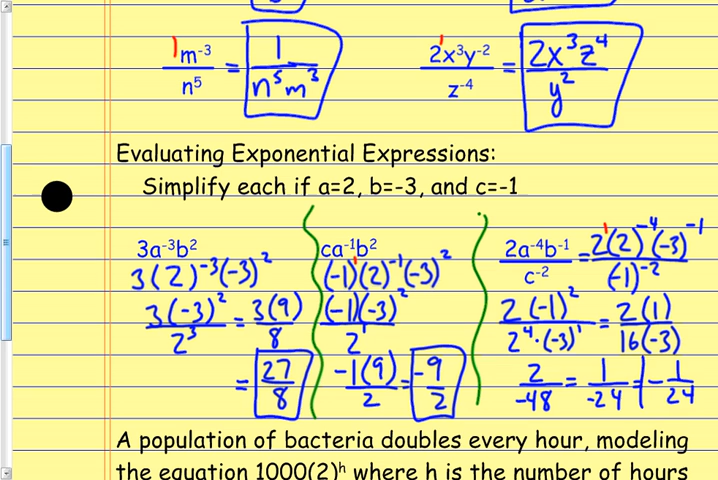 1m⁻³/n⁵ = 1/n⁵m³
2x³y⁻²/z⁻⁴ = 2x³z⁴/y²
Evaluating Exponential Expressions:
Simplify each if a=2, b=-3, and c=-1
3a⁻³b²
3(2)⁻³(-3)²
3(-3)²/2³ = 3(9)/8
= 27/8
ca⁻¹b²
(-1)¹(2)⁻¹(-3)²
(-1)(-3)²/2¹
-1(9)/2 = -9/2
2a⁻⁴b⁻¹/c⁻² = 2¹(2)⁻⁴(-3)⁻¹/(-1)⁻²
2(-1)²/2⁴·(-3)¹ = 2(1)/16(-3)
2/-48 = 1/-24 = -1/24
A population of bacteria doubles every hour, modeling
the equation 1000(2)ʰ where h is the number of hours